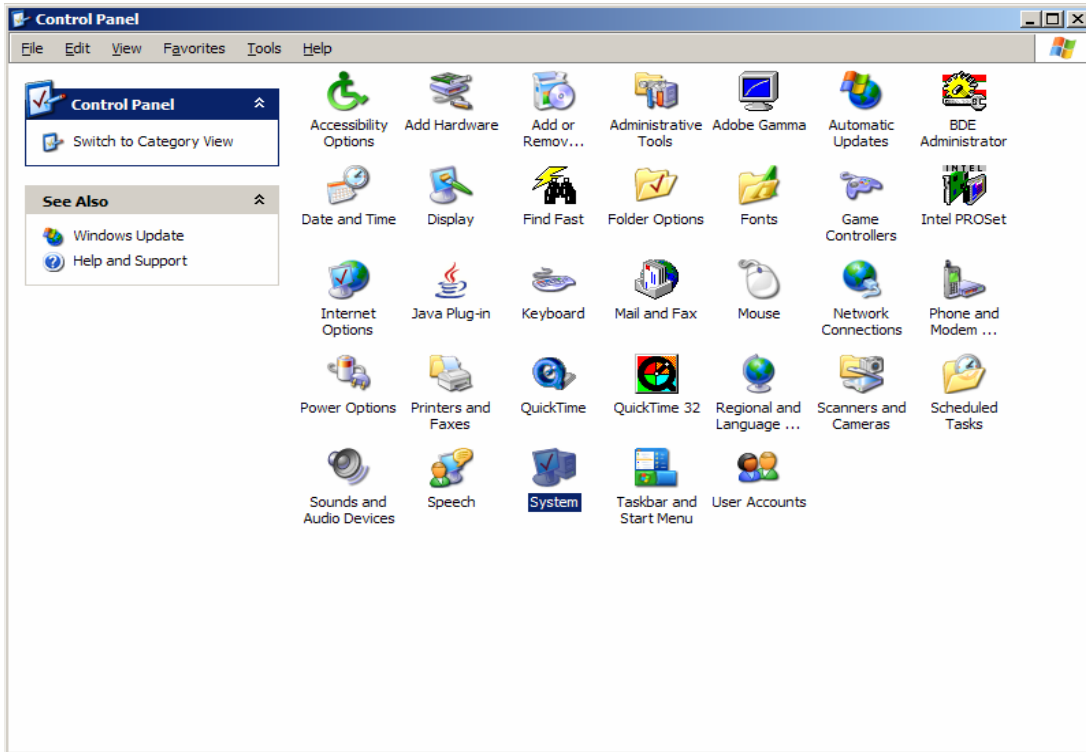 Control Panel
File Edit View Favorites Tools Help
Control Panel
Switch to Category View
See Also
Windows Update
Help and Support
Accessibility Options
Add Hardware
Add or Remov...
Administrative Tools
Adobe Gamma
Automatic Updates
BDE Administrator
Date and Time
Display
Find Fast
Folder Options
Fonts
Game Controllers
INTEL
Intel PROSet
Internet Options
Java Plug-in
Keyboard
Mail and Fax
Mouse
Network Connections
Phone and Modem ...
Power Options
Printers and Faxes
QuickTime
QuickTime 32
Regional and Language ...
Scanners and Cameras
Scheduled Tasks
Sounds and Audio Devices
Speech
System
Taskbar and Start Menu
User Accounts